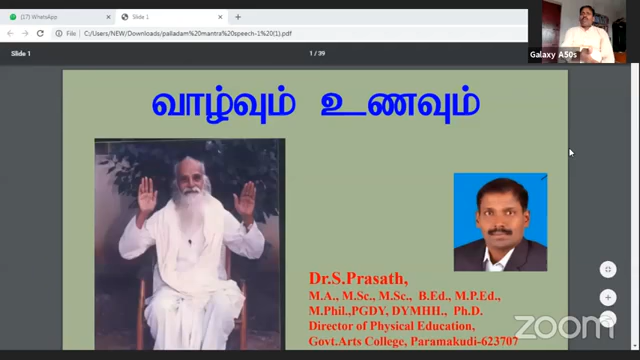 (17) WhatsApp
Slide 1
File | C:/Users/NEW/Downloads/palladam%20mantra%20speech-1%20(1).pdf
Slide 1
1 / 39
Galaxy A50s
வாழ்வும் உணவும்
Dr.S.Prasath,
M.A., M.Sc., M.Sc., B.Ed., M.P.Ed.,
M.Phil.,PGDY, DYMHH., Ph.D.
Director of Physical Education,
Govt.Arts College, Paramakudi-623707
zoom